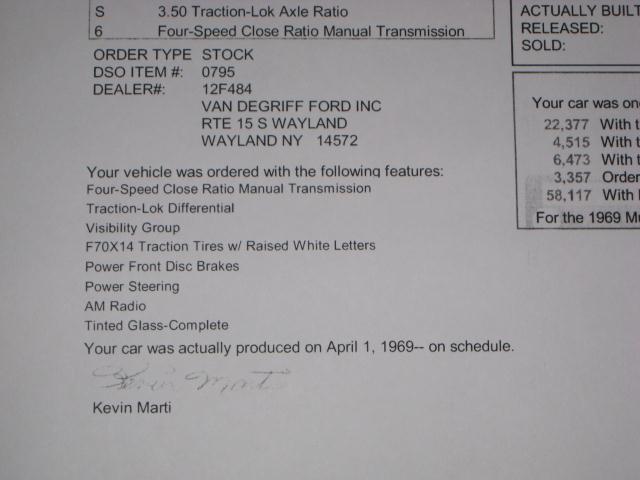 S 3.50 Traction-Lok Axle Ratio
6 Four-Speed Close Ratio Manual Transmission
ORDER TYPE STOCK
DSO ITEM #: 0795
DEALER#: 12F484
VAN DEGRIFF FORD INC
RTE 15 S WAYLAND
WAYLAND NY 14572
Your vehicle was ordered with the following features:
Four-Speed Close Ratio Manual Transmission
Traction-Lok Differential
Visibility Group
F70X14 Traction Tires w/ Raised White Letters
Power Front Disc Brakes
Power Steering
AM Radio
Tinted Glass-Complete
Your car was actually produced on April 1, 1969-- on schedule.
Kevin Marti
Kevin Marti
ACTUALLY BUILT
RELEASED:
SOLD:
Your car was on
22,377 With t
4,515 With t
6,473 With t
3,357 Order
58,117 With
For the 1969 Mu